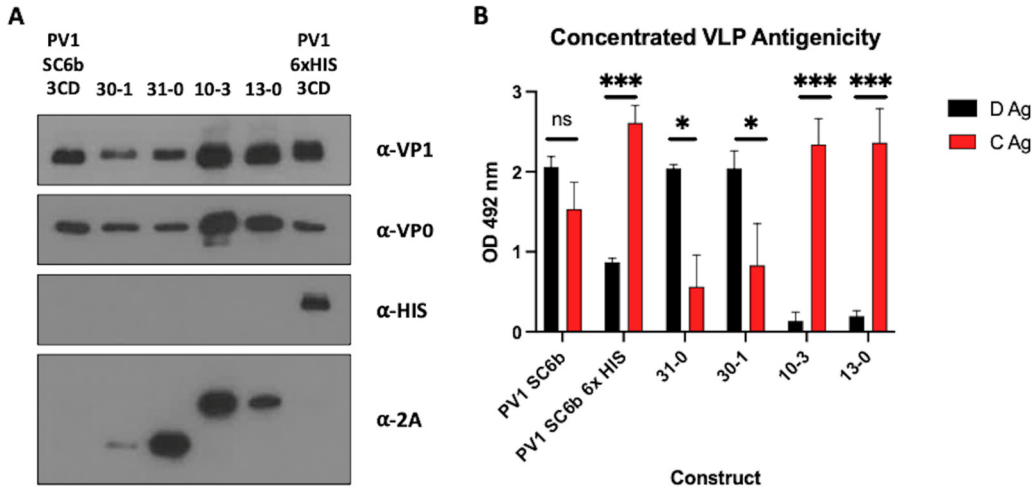 A
PV1
SC6b
3CD
30-1
31-0
10-3
13-0
PV1
6xHIS
3CD
α-VP1
α-VP0
α-HIS
α-2A
B
Concentrated VLP Antigenicity
ns
***
*
*
***
***
3
2
1
0
OD 492 nm
D Ag
C Ag
PV1 SC6b
PV1 SC6b 6x HIS
31-0
30-1
10-3
13-0
Construct